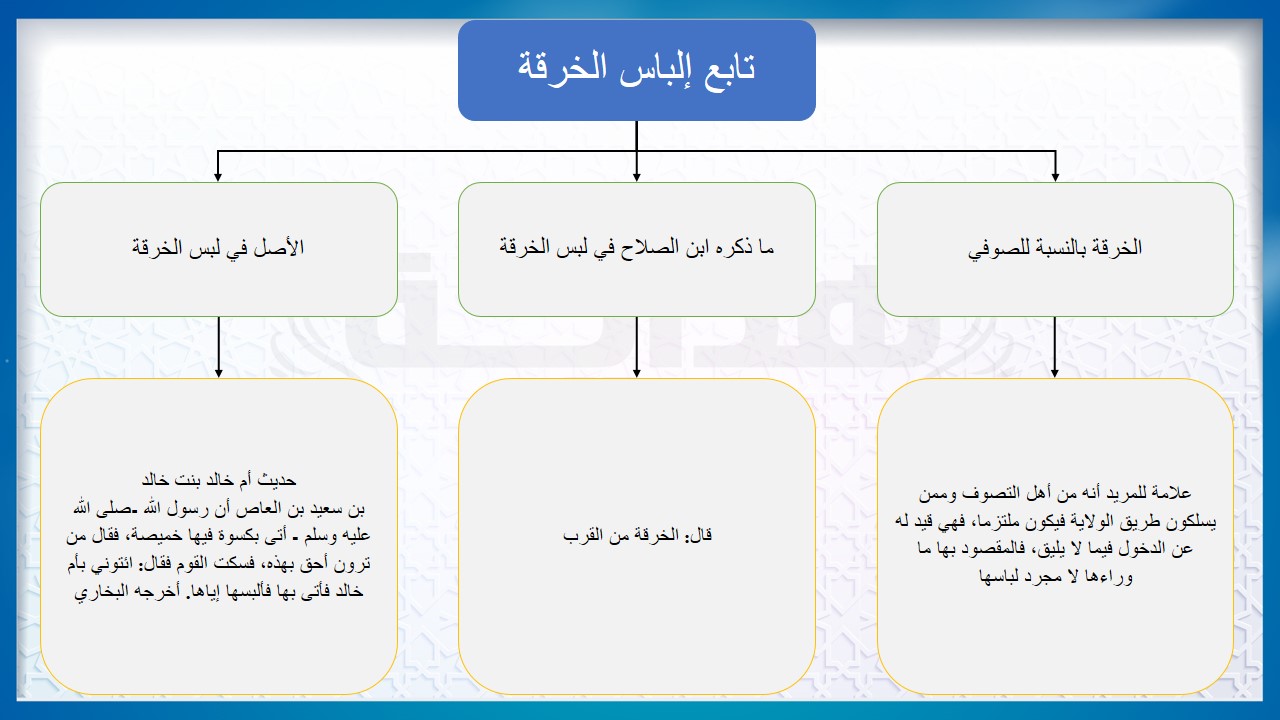 تابع إلباس الخرقة
الخرقة بالنسبة للصوفي
ما ذكره ابن الصلاح في لبس الخرقة
الأصل في لبس الخرقة
علامة للمريد أنه من أهل التصوف وممن
يسلكون طريق الولاية فيكون ملتزما، فهي قيد له
عن الدخول فيما لا يليق، فالمقصود بها ما
وراءها لا مجرد لباسها
قال: الخرقة من القرب
حديث أم خالد بنت خالد
بن سعيد بن العاص أن رسول الله -صلى الله
عليه وسلم - أتى بكسوة فيها خميصة، فقال من
ترون أحق بهذه، فسكت القوم فقال: ائتوني بأم
خالد فأتى بها فألبسها إياها. أخرجه البخاري